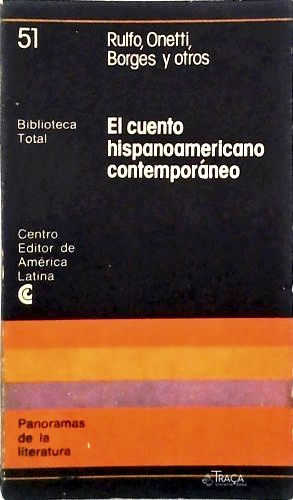 51
Rulfo, Onetti,
Borges y otros
Biblioteca
Total
El cuento
hispanoamericano
contemporáneo
Centro
Editor de
América
Latina
Panoramas
de la
literatura
TRAÇA